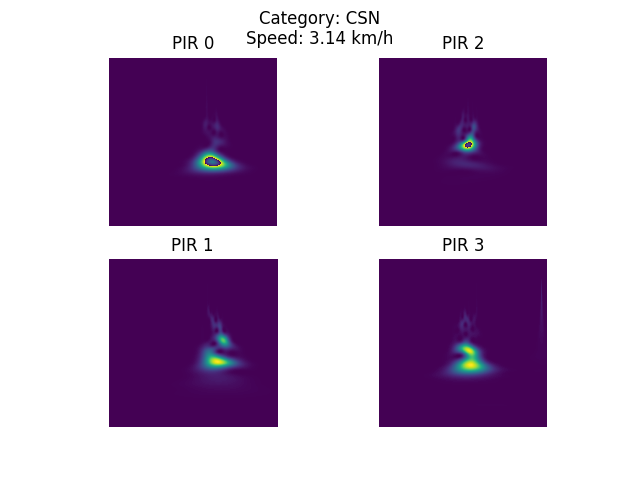 Category: CSN
Speed: 3.14 km/h
PIR 0
PIR 2
PIR 1
PIR 3